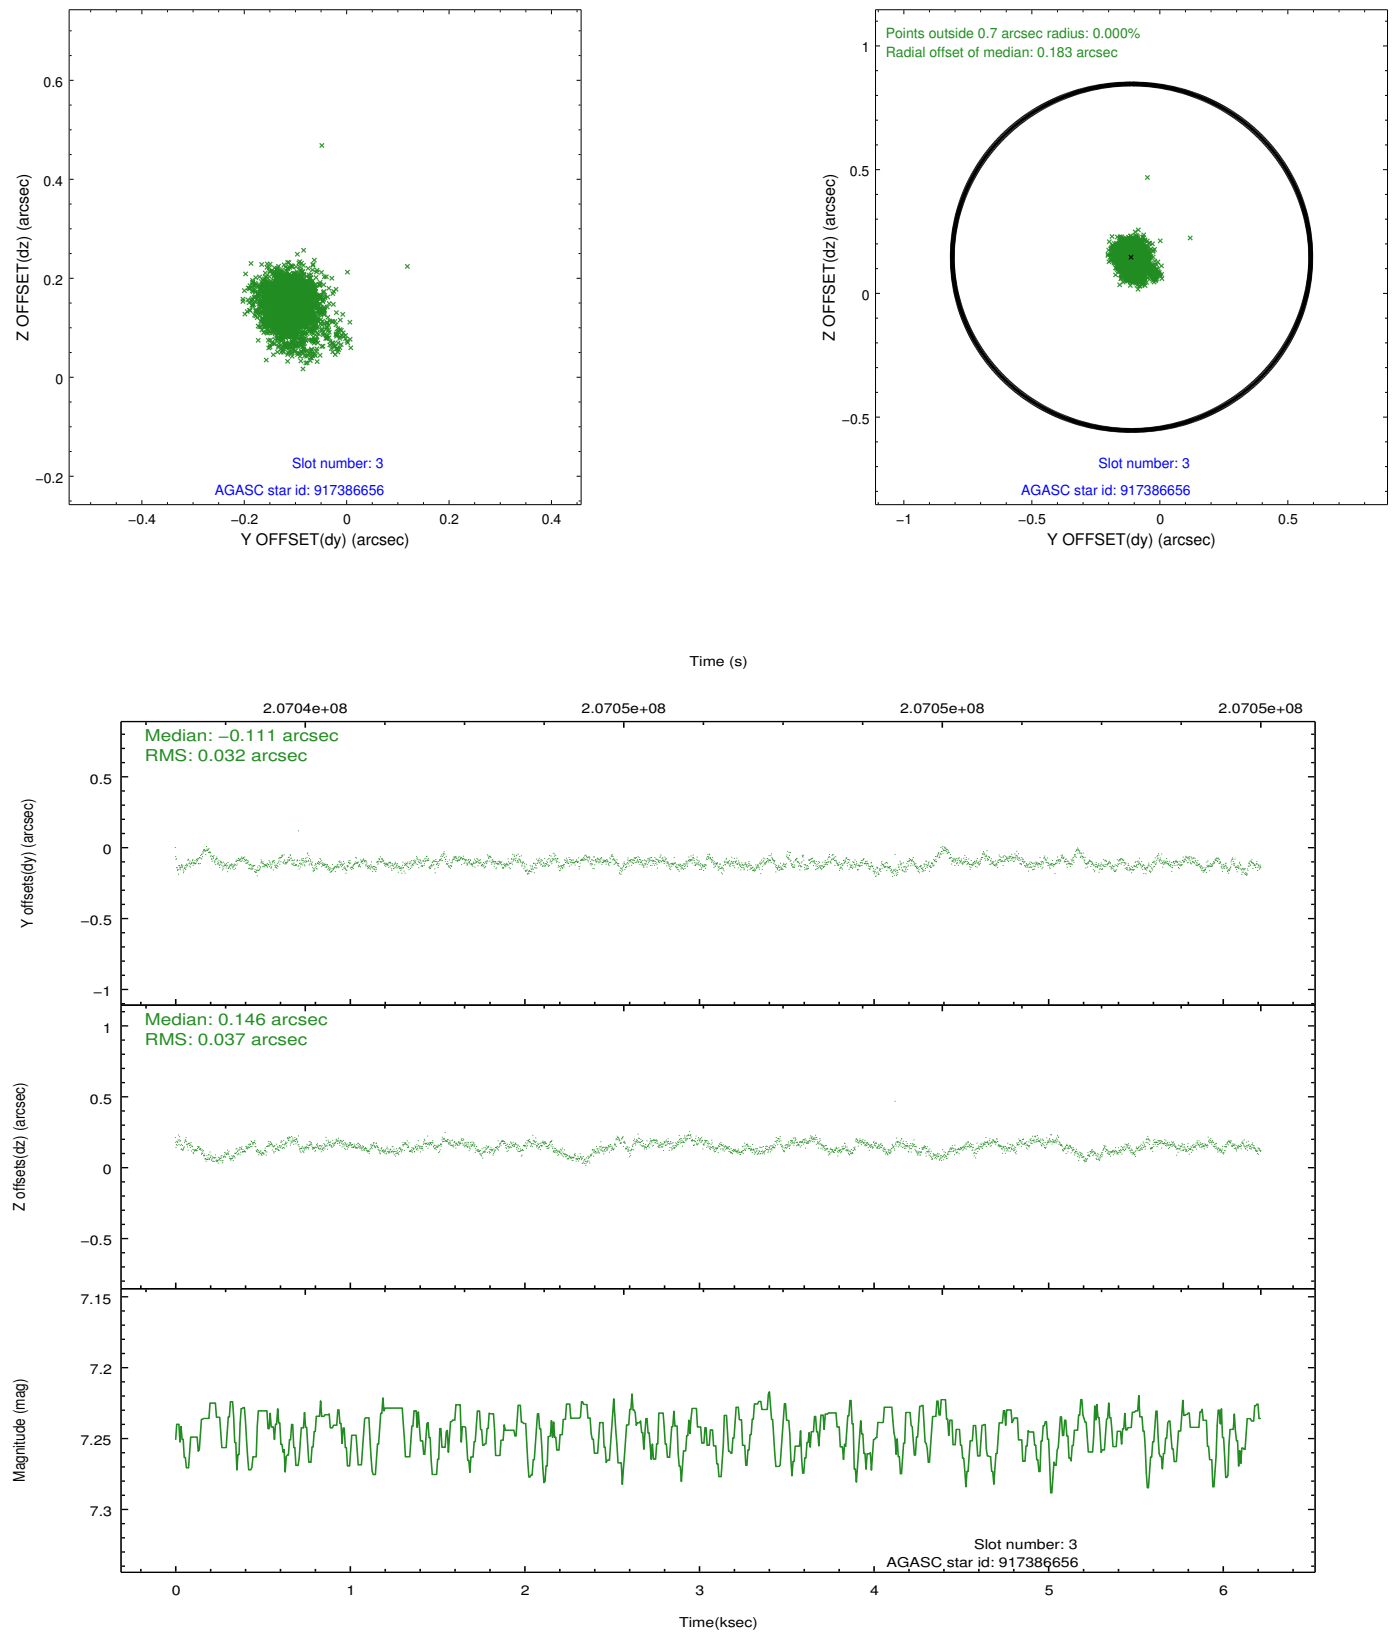 0.6
0.4
0.2
0
−0.2
Z OFFSET(dz) (arcsec)
Slot number: 3
AGASC star id: 917386656
−0.4
−0.2
0
0.2
0.4
Y OFFSET(dy) (arcsec)
Points outside 0.7 arcsec radius: 0.000%
Radial offset of median: 0.183 arcsec
1
0.5
0
−0.5
Z OFFSET(dz) (arcsec)
Slot number: 3
AGASC star id: 917386656
−1
−0.5
0
0.5
Y OFFSET(dy) (arcsec)
Time (s)
2.0704e+08
2.0705e+08
2.0705e+08
2.0705e+08
Median: −0.111 arcsec
RMS: 0.032 arcsec
0.5
0
−0.5
−1
Y offsets(dy) (arcsec)
Median: 0.146 arcsec
RMS: 0.037 arcsec
1
0.5
0
−0.5
Z offsets(dz) (arcsec)
7.15
7.2
7.25
7.3
Magnitude (mag)
Slot number: 3
AGASC star id: 917386656
0
1
2
3
4
5
6
Time(ksec)